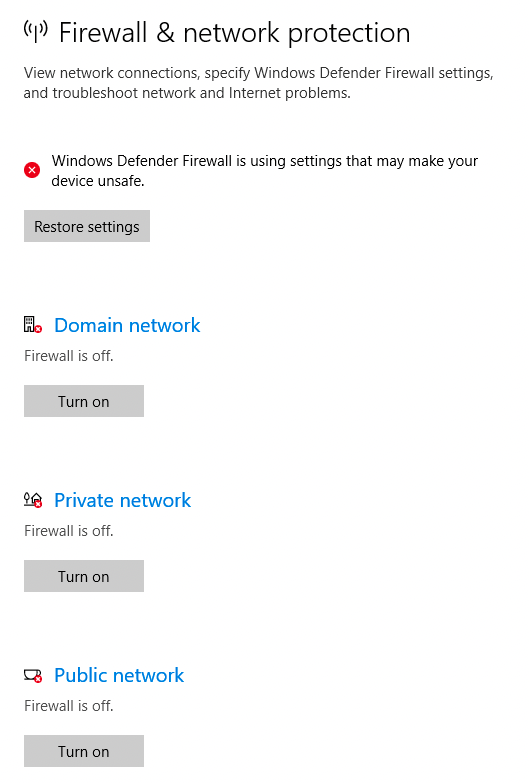 Firewall & network protection
View network connections, specify Windows Defender Firewall settings,
and troubleshoot network and Internet problems.
Windows Defender Firewall is using settings that may make your
device unsafe.
Restore settings
Domain network
Firewall is off.
Turn on
Private network
Firewall is off.
Turn on
Public network
Firewall is off.
Turn on